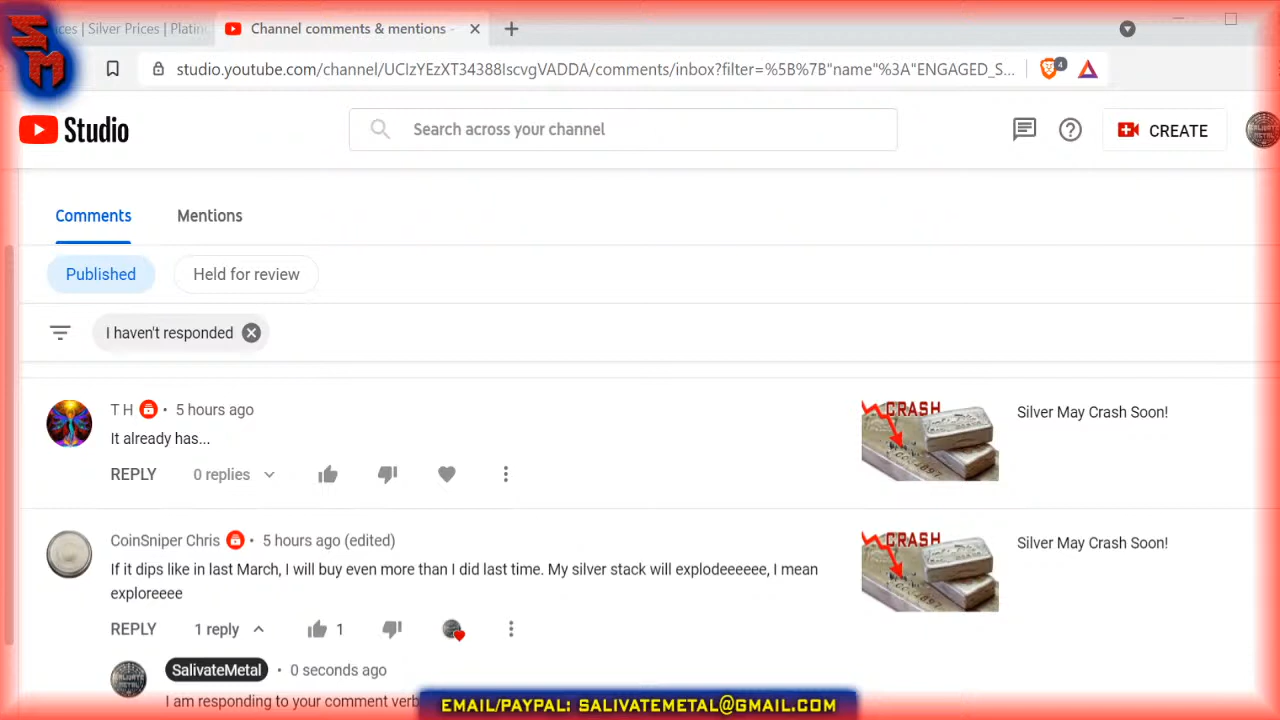 SM
ces | Silver Prices | Platin
Channel comments & mentions -
studio.youtube.com/channel/UCIzYEzXT34388IscvgVADDA/comments/inbox?filter=%5B%7B"name"%3A"ENGAGED_S...
4
Studio
Search across your channel
CREATE
Comments
Mentions
Published
Held for review
I haven't responded
T H • 5 hours ago
It already has...
REPLY
0 replies
CRASH
Silver May Crash Soon!
CoinSniper Chris • 5 hours ago (edited)
If it dips like in last March, I will buy even more than I did last time. My silver stack will explodeeeeee, I mean
exploreeee
REPLY
1 reply
1
CRASH
Silver May Crash Soon!
SalivateMetal • 0 seconds ago
I am responding to your comment verb
EMAIL/PAYPAL: SALIVATEMETAL@GMAIL.COM